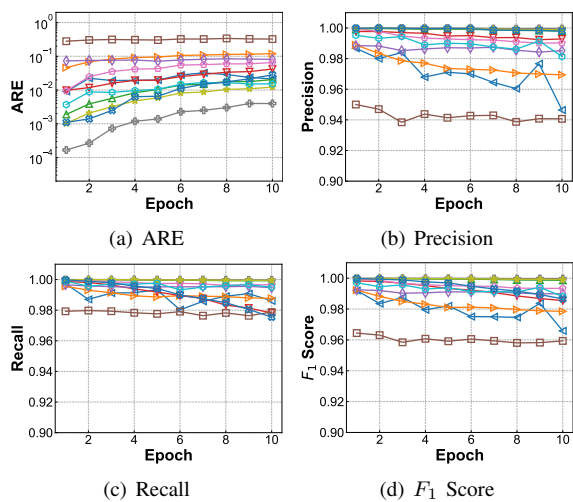 10⁰
10⁻¹
10⁻²
10⁻³
10⁻⁴
ARE
2 4 6 8 10
Epoch
(a) ARE
1.00
0.98
0.96
0.94
0.92
0.90
Precision
2 4 6 8 10
Epoch
(b) Precision
1.00
0.98
0.96
0.94
0.92
0.90
Recall
2 4 6 8 10
Epoch
(c) Recall
1.00
0.98
0.96
0.94
0.92
0.90
F₁ Score
2 4 6 8 10
Epoch
(d) F₁ Score